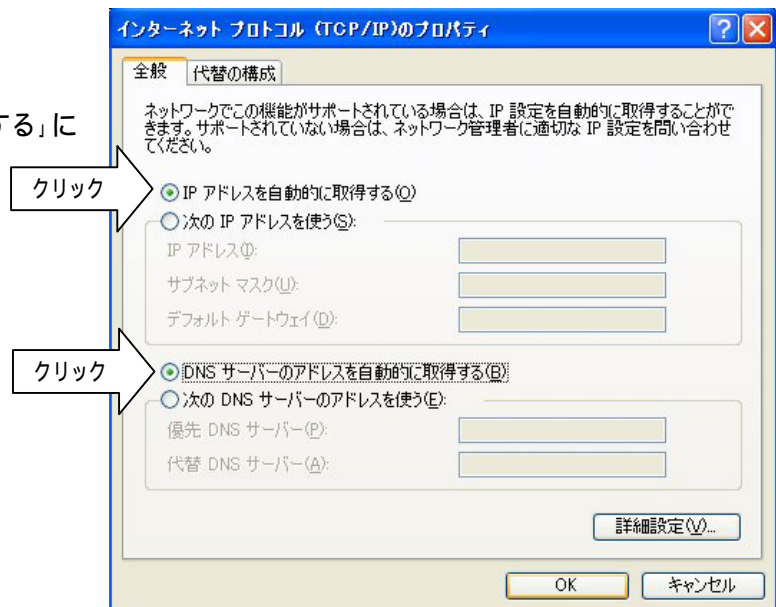 インターネット プロトコル (TCP/IP)のプロパティ
全般
代替の構成
ネットワークでこの機能がサポートされている場合は、IP 設定を自動的に取得することがで
きます。サポートされていない場合は、ネットワーク管理者に適切な IP 設定を問い合わせ
てください。
する」に
クリック
IP アドレスを自動的に取得する(O)
次の IP アドレスを使う(S):
IP アドレス(I):
サブネット マスク(U):
デフォルト ゲートウェイ(D):
クリック
DNS サーバーのアドレスを自動的に取得する(B)
次の DNS サーバーのアドレスを使う(E):
優先 DNS サーバー(P):
代替 DNS サーバー(A):
詳細設定(V)...
OK
キャンセル